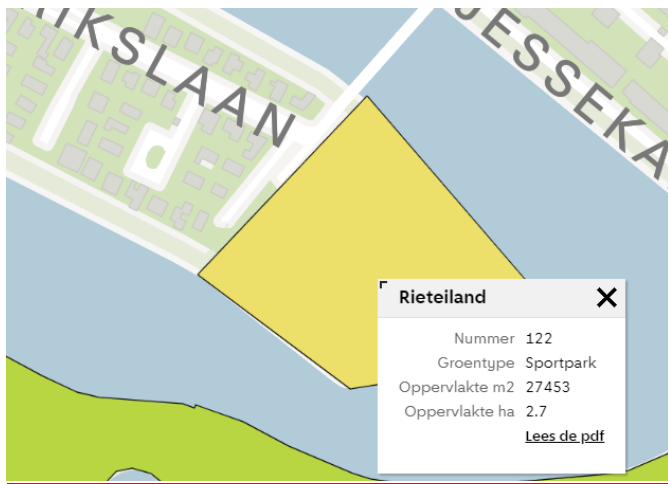 IKSLAAN
JESSEKA
Rieteiland
Nummer 122
Groentype Sportpark
Oppervlakte m2 27453
Oppervlakte ha 2.7
Lees de pdf